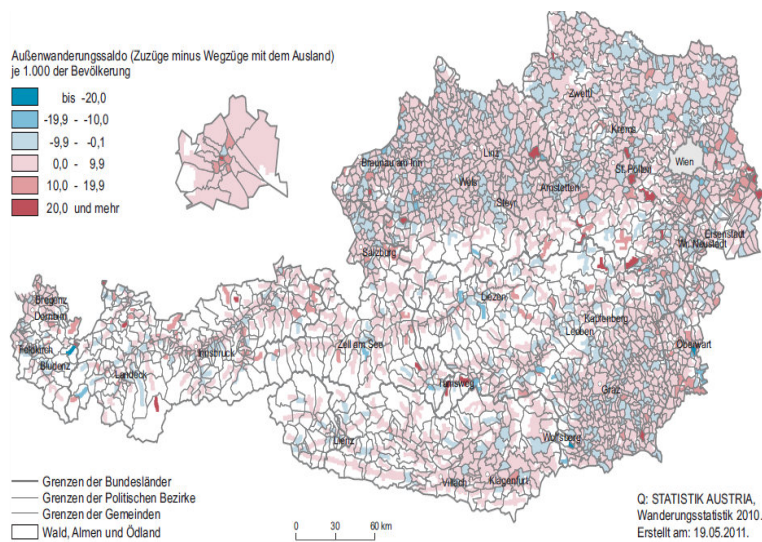 Außenwanderungssaldo (Zuzüge minus Wegzüge mit dem Ausland)
je 1.000 der Bevölkerung
bis -20,0
-19,9 - -10,0
-9,9 - -0,1
0,0 - 9,9
10,0 - 19,9
20,0 und mehr
Zwettl
Krems
Linz
Braunau am Inn
St. Pölten
Wien
Wels
Amstetten
Steyr
Eisenstadt
Wr. Neustadt
Salzburg
Liezen
Bregenz
Dornbirn
Kapfenberg
Leoben
Feldkirch
Innsbruck
Zell am See
Oberwart
Bludenz
Landeck
Tamsweg
Graz
Lienz
Wolfsberg
Villach
Klagenfurt
Grenzen der Bundesländer
Grenzen der Politischen Bezirke
Grenzen der Gemeinden
Wald, Almen und Ödland
0 30 60 km
Q: STATISTIK AUSTRIA,
Wanderungsstatistik 2010.
Erstellt am: 19.05.2011.